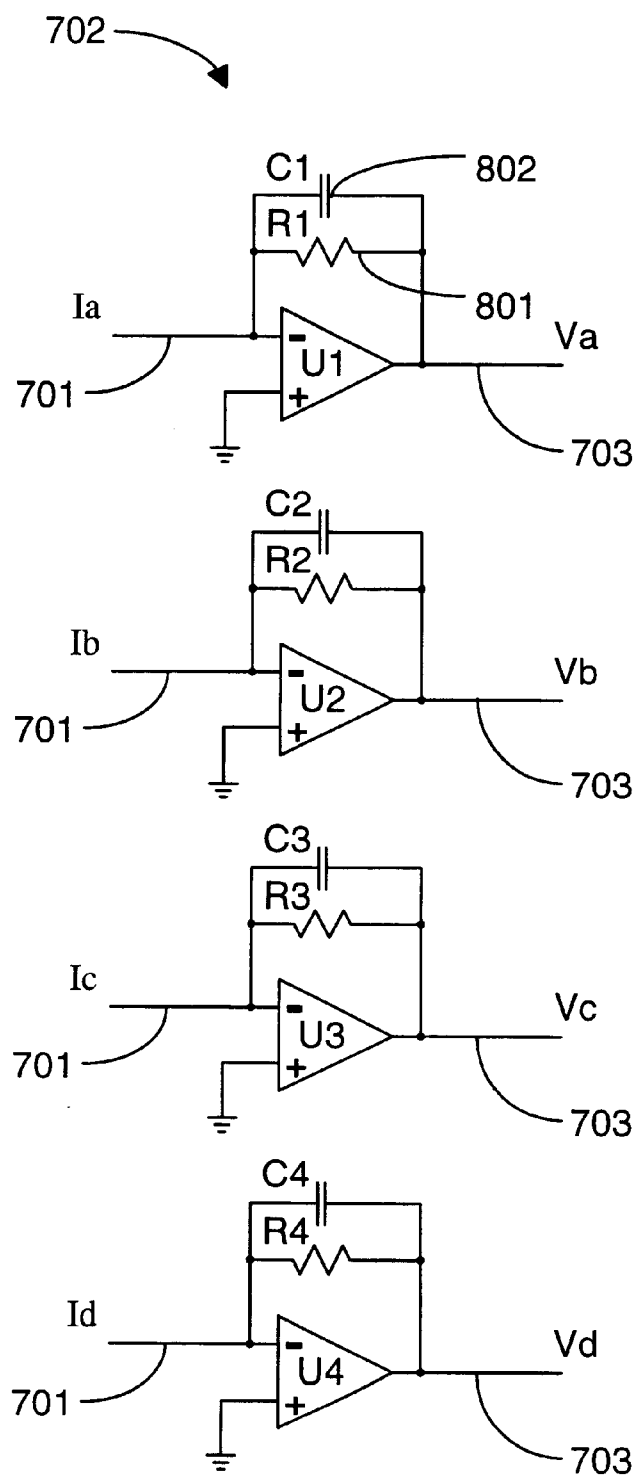 702
C1
802
R1
801
Ia
Va
-
U1
701
+
703
C2
R2
Ib
Vb
-
U2
701
+
703
C3
R3
Ic
Vc
-
U3
701
+
703
C4
R4
Id
Vd
-
U4
701
+
703